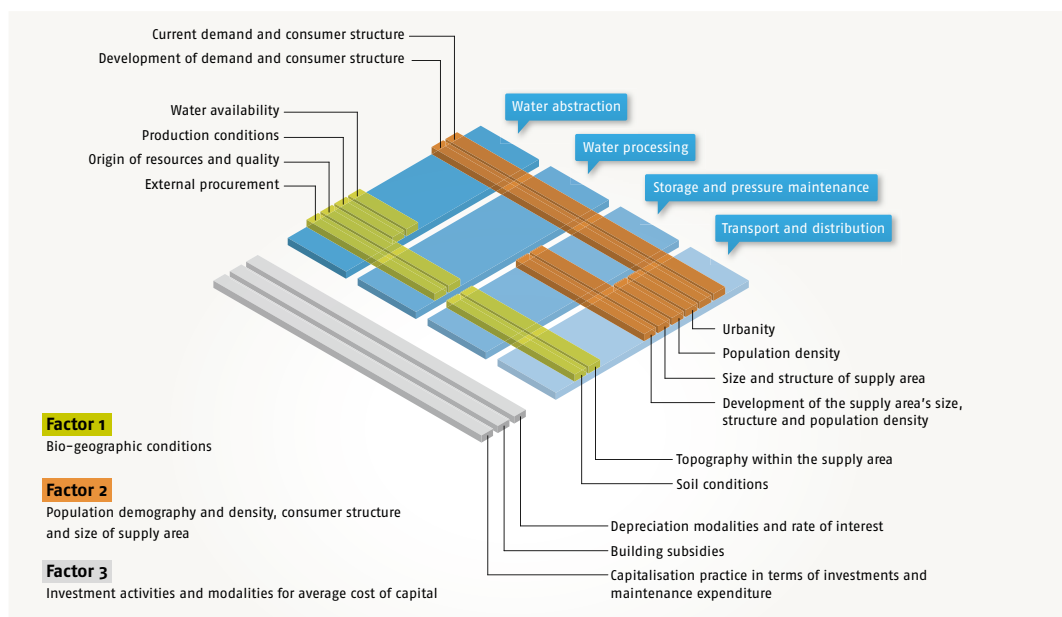 Current demand and consumer structure
Development of demand and consumer structure
Water availability
Production conditions
Origin of resources and quality
External procurement
Water abstraction
Water processing
Storage and pressure maintenance
Transport and distribution
Urbanity
Population density
Size and structure of supply area
Development of the supply area's size,
structure and population density
Topography within the supply area
Soil conditions
Depreciation modalities and rate of interest
Building subsidies
Capitalisation practice in terms of investments and
maintenance expenditure
Factor 1
Bio-geographic conditions
Factor 2
Population demography and density, consumer structure
and size of supply area
Factor 3
Investment activities and modalities for average cost of capital